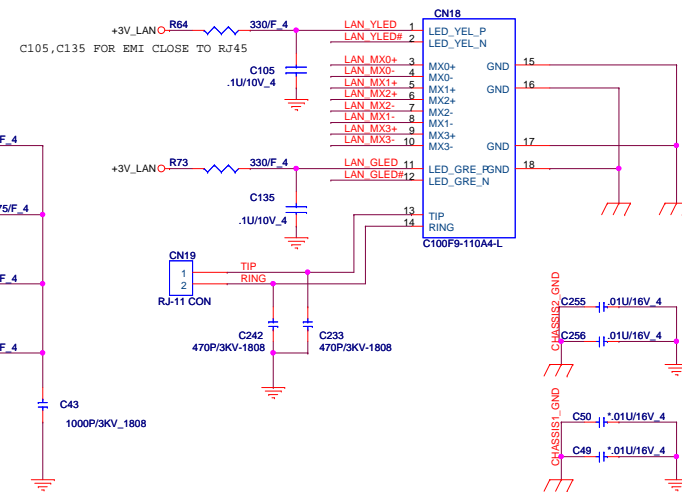 CN18
+3V_LAN R64 330/F_4 LAN_YLED 1 LED_YEL_P
LAN_YLED# 2 LED_YEL_N
C105,C135 FOR EMI CLOSE TO RJ45
C105
.1U/10V_4
LAN_MX0+ 3 MX0+ GND 15
LAN_MX0- 4 MX0-
LAN_MX1+ 5 MX1+ GND 16
LAN_MX2+ 6 MX2+
LAN_MX2- 7 MX2-
LAN_MX1- 8 MX1-
LAN_MX3+ 9 MX3+
LAN_MX3- 10 MX3- GND 17
F_4
+3V_LAN R73 330/F_4 LAN_GLED 11 LED_GRE_P GND 18
LAN_GLED# 12 LED_GRE_N
C135
.1U/10V_4
75/F_4
13 TIP
14 RING
C100F9-110A4-L
CN19
1 TIP
2 RING
RJ-11 CON
F_4
C242
470P/3KV-1808
C233
470P/3KV-1808
F_4
C43
1000P/3KV_1808
CHASSIS2_GND
C255 .01U/16V_4
C256 .01U/16V_4
CHASSIS1_GND
C50 *.01U/16V_4
C49 *.01U/16V_4